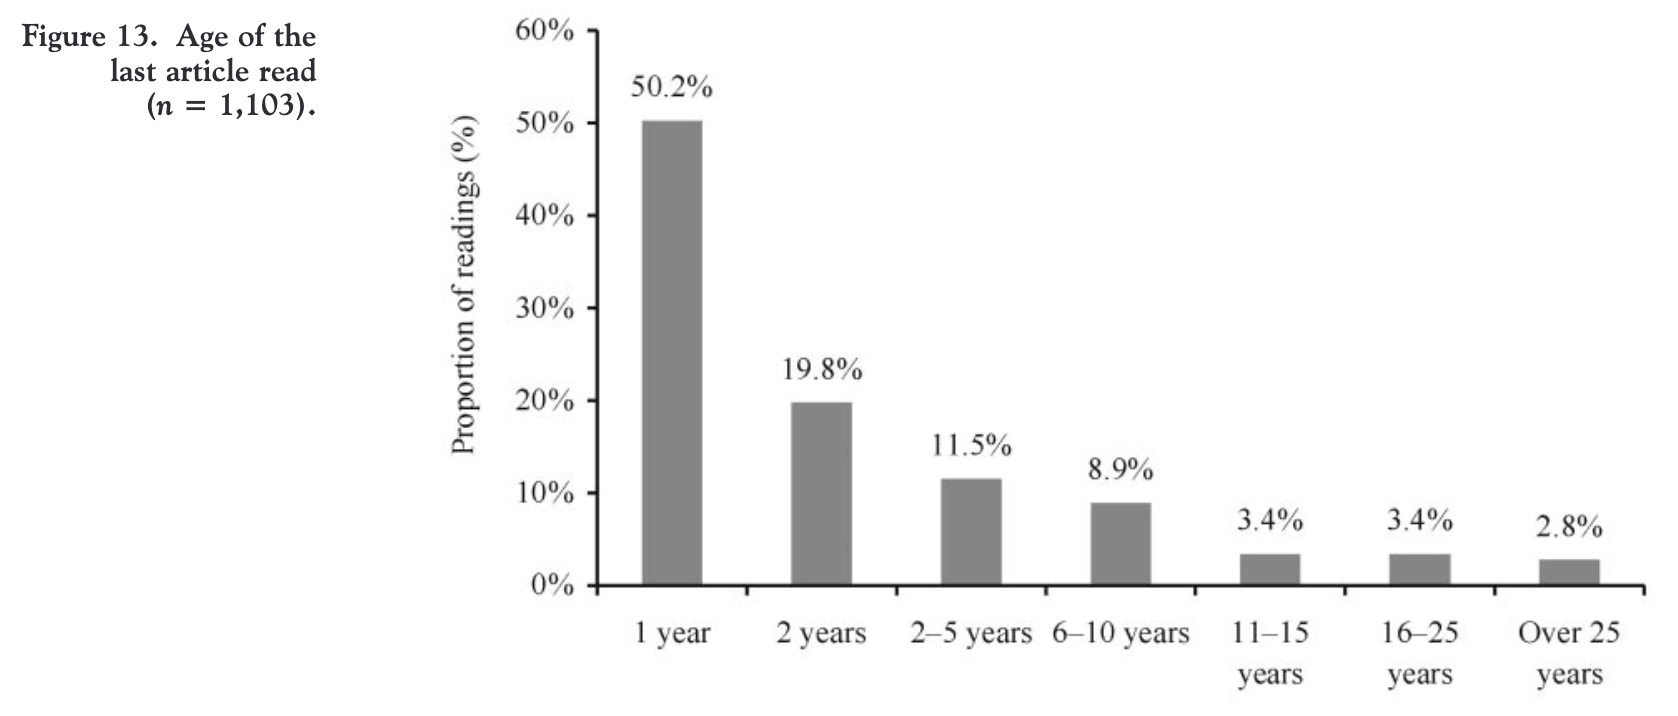 Figure 13. Age of the
last article read
(n = 1,103).
Proportion of readings (%)
60%
50%
40%
30%
20%
10%
0%
50.2%
19.8%
11.5%
8.9%
3.4%
3.4%
2.8%
1 year
2 years
2–5 years
6–10 years
11–15
years
16–25
years
Over 25
years